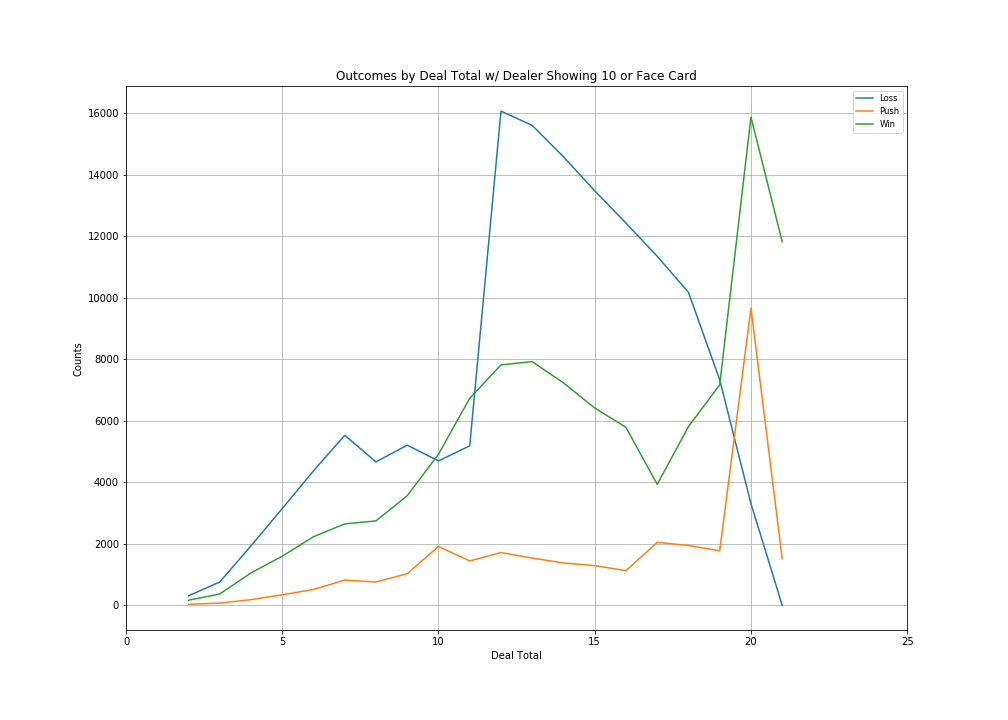 Outcomes by Deal Total w/ Dealer Showing 10 or Face Card
Loss
Push
Win
16000
14000
12000
10000
8000
6000
4000
2000
0
Counts
0 5 10 15 20 25
Deal Total